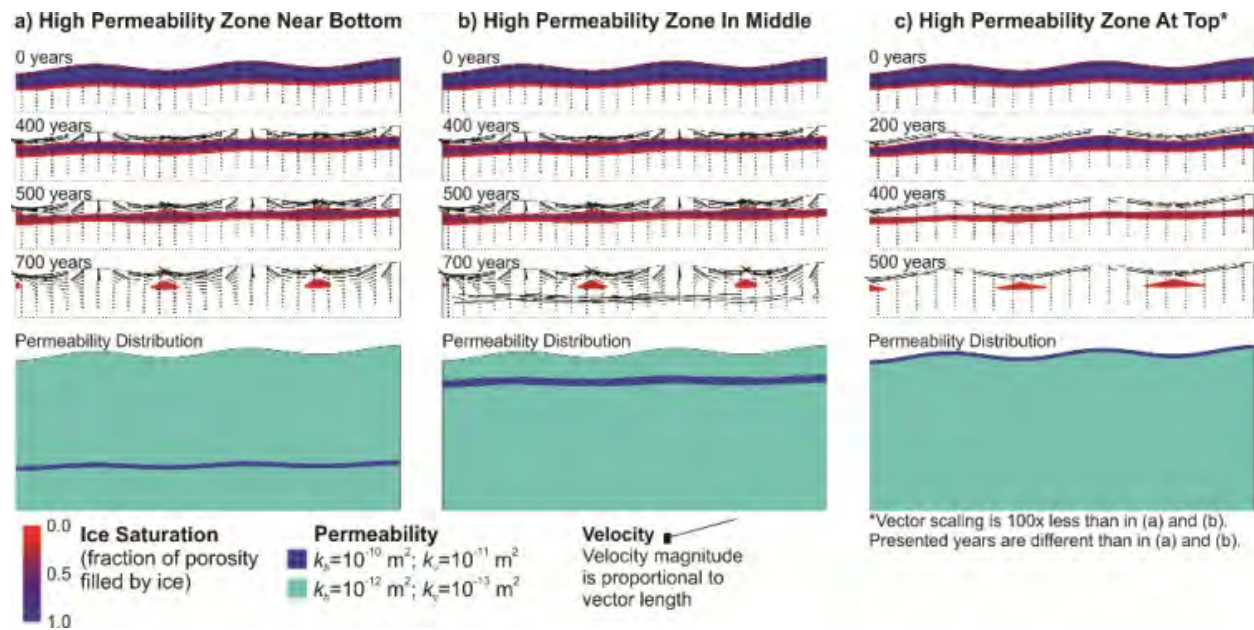 a) High Permeability Zone Near Bottom
0 years
400 years
500 years
700 years
Permeability Distribution
b) High Permeability Zone In Middle
0 years
400 years
500 years
700 years
Permeability Distribution
c) High Permeability Zone At Top*
0 years
200 years
400 years
500 years
Permeability Distribution
*Vector scaling is 100x less than in (a) and (b).
Presented years are different than in (a) and (b).
0.0
0.5
1.0
Ice Saturation
(fraction of porosity
filled by ice)
Permeability
kₕ=10⁻¹⁰ m²; kᵥ=10⁻¹¹ m²
kₕ=10⁻¹² m²; kᵥ=10⁻¹³ m²
Velocity
Velocity magnitude
is proportional to
vector length